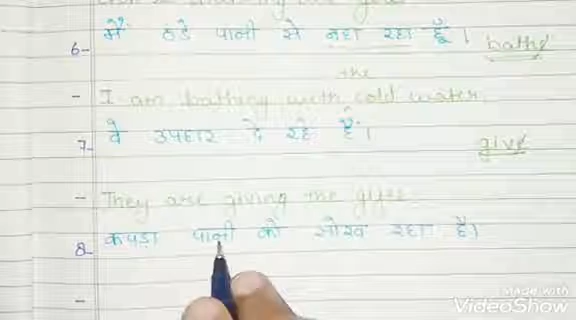 6- मैं ठंडे पानी से नहा रहा हूँ। bathe
the
- I am bathing with cold water.
7- वे उपहार दे रहे हैं। give
- They are giving the gifts
8- कपड़ा पानी को सोख रहा है।
-
Made with
VideoShow